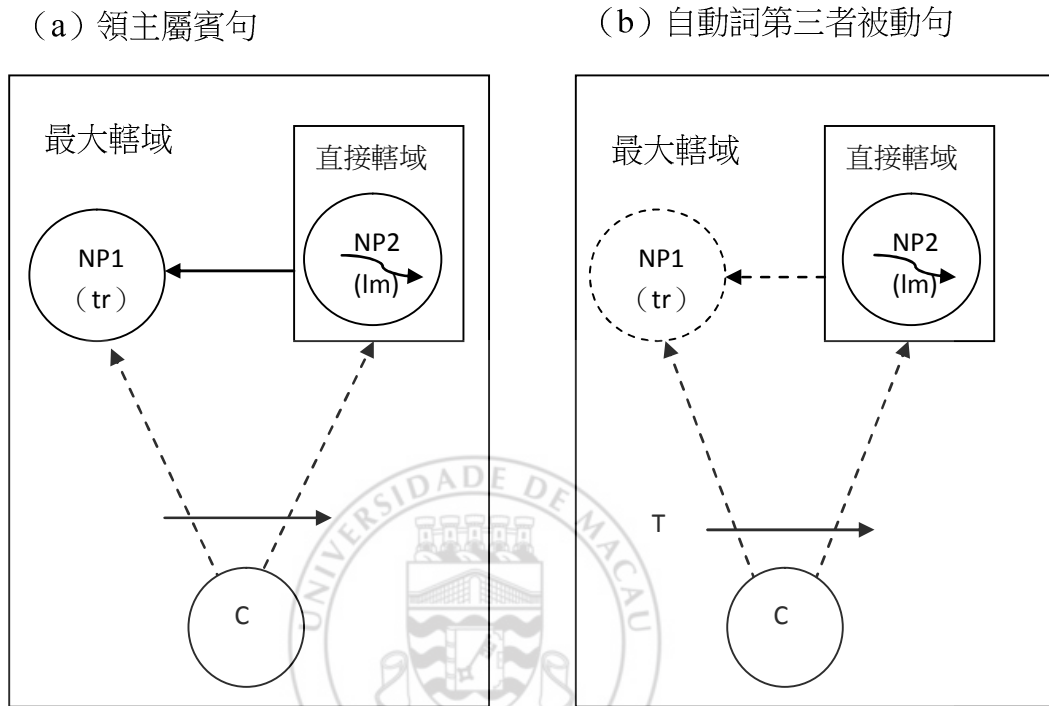 （a）領主屬賓句
最大轄域
直接轄域
NP1
（tr）
NP2
(lm)
C
（b）自動詞第三者被動句
最大轄域
直接轄域
NP1
（tr）
NP2
(lm)
T
C
UNIVERSIDADE DE MACAU